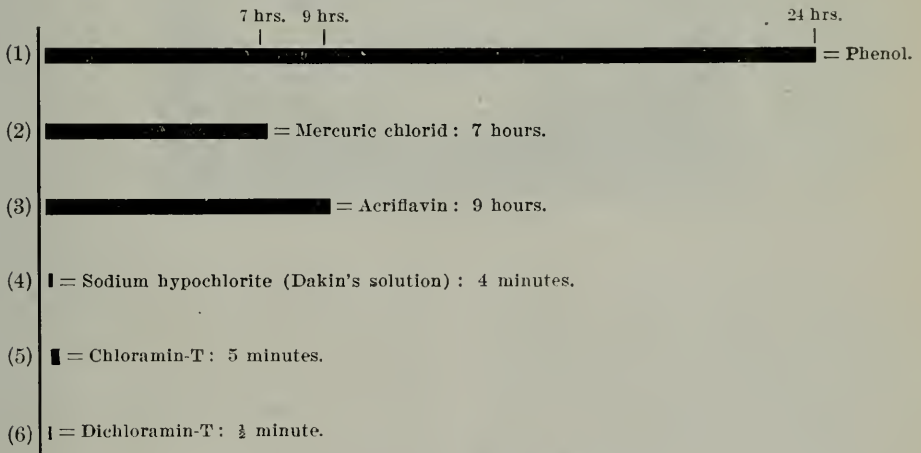 7 hrs. 9 hrs. 24 hrs.
(1) = Phenol.
(2) = Mercuric chlorid: 7 hours.
(3) = Acriflavin: 9 hours.
(4) = Sodium hypochlorite (Dakin's solution): 4 minutes.
(5) = Chloramin-T: 5 minutes.
(6) = Dichloramin-T: ½ minute.